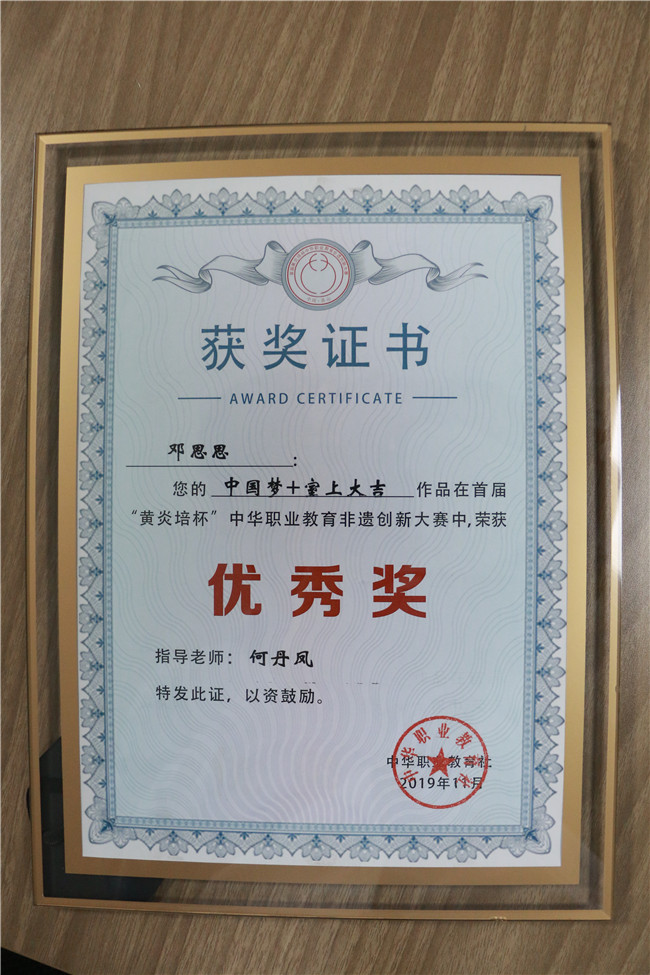 获奖证书
AWARD CERTIFICATE
邓思思：
您的 中国梦+室上大吉 作品在首届
“黄炎培杯”中华职业教育非遗创新大赛中,荣获
优秀奖
指导老师：何丹凤
特发此证，以资鼓励。
中华职业教育社
2019年11月